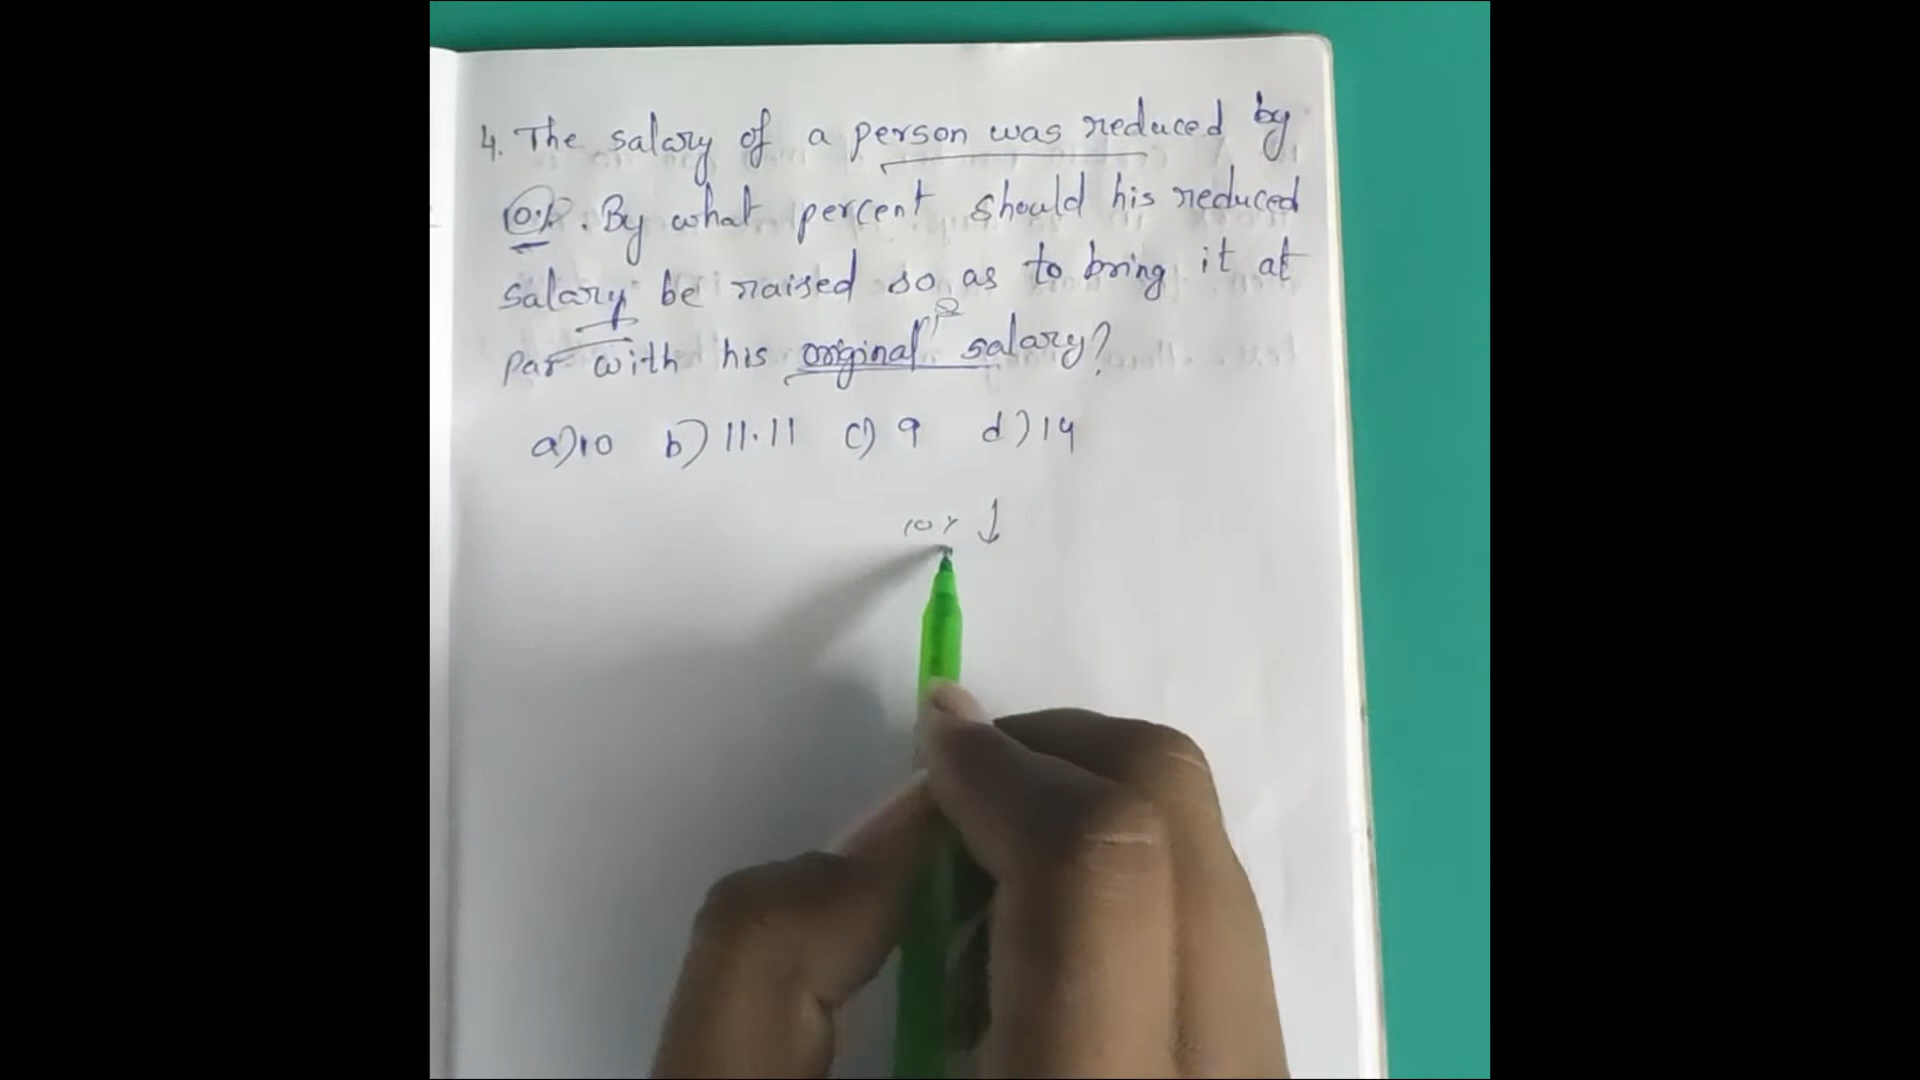 4. The salary of a person was reduced by
10%. By what percent should his reduced
salary be raised so as to bring it at
par with his original salary?
a) 10 b) 11.11 c) 9 d) 14
10% ↓